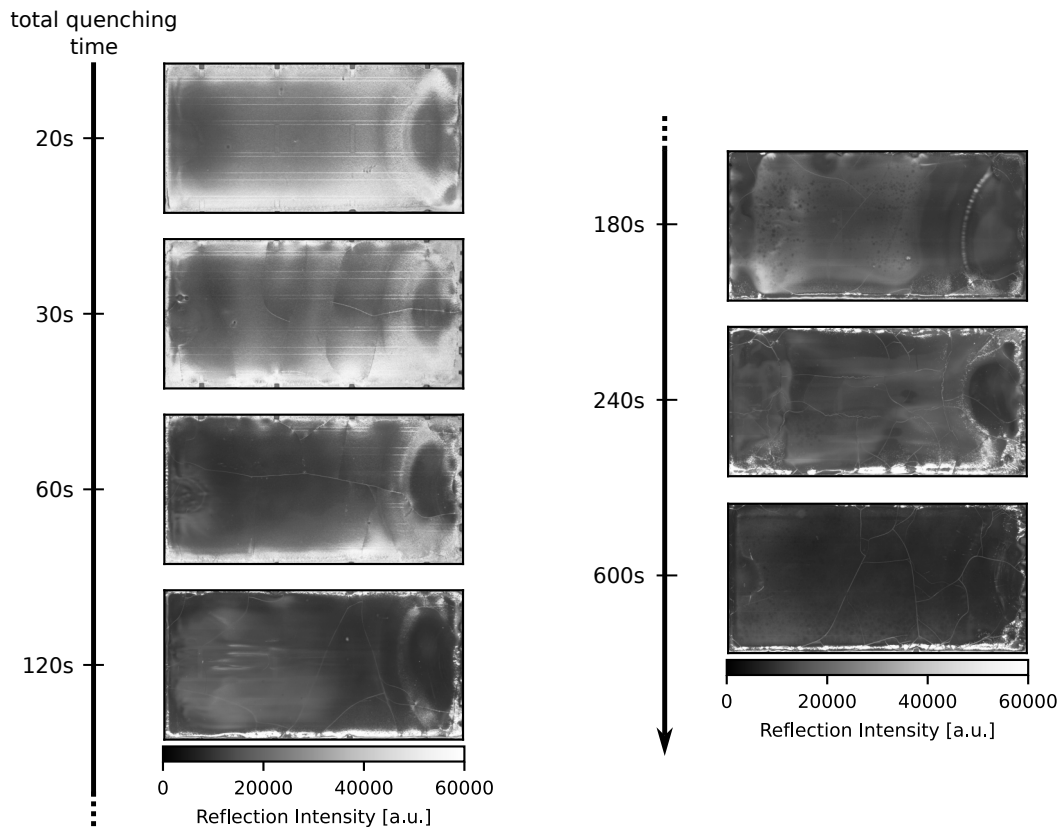 total quenching
time
20s
30s
60s
120s
0 20000 40000 60000
Reflection Intensity [a.u.]
180s
240s
600s
0 20000 40000 60000
Reflection Intensity [a.u.]